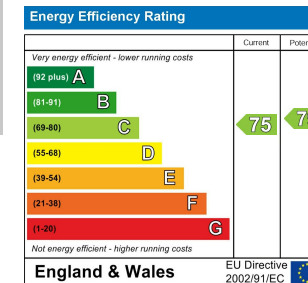 Energy Efficiency Rating
Current
Very energy efficient - lower running costs
(92 plus) A
(81-91) B
(69-80) C 75
(55-68) D
(39-54) E
(21-38) F
(1-20) G
Not energy efficient - higher running costs
England & Wales
EU Directive
2002/91/EC